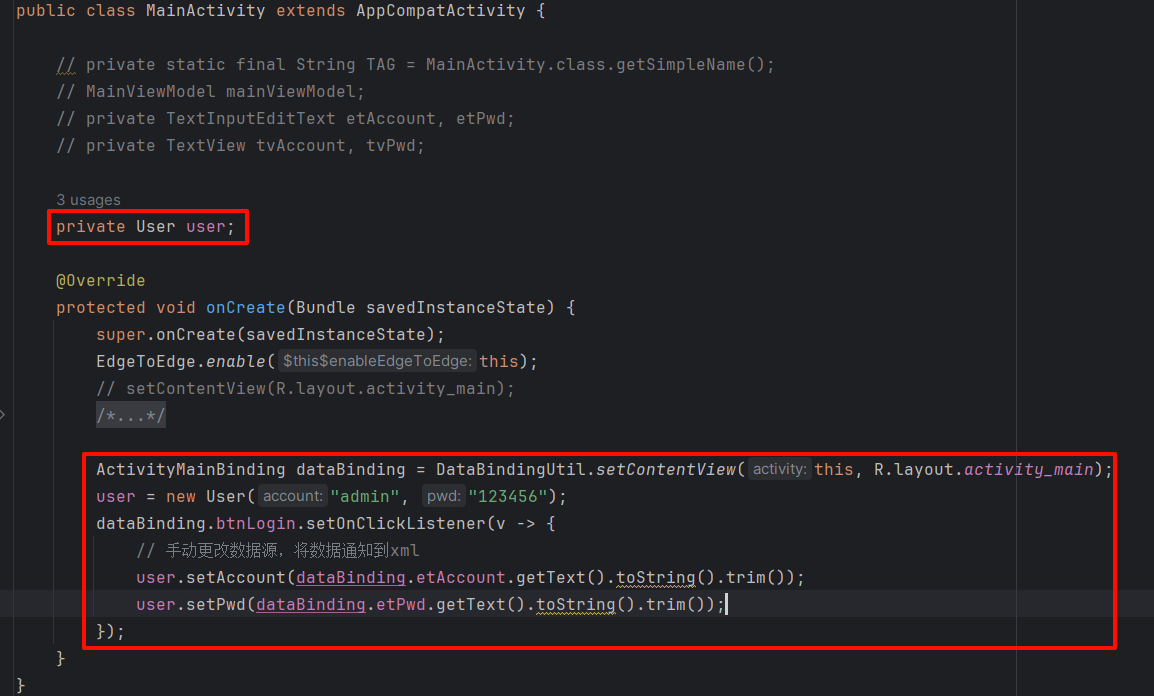 public class MainActivity extends AppCompatActivity {
// private static final String TAG = MainActivity.class.getSimpleName();
// MainViewModel mainViewModel;
// private TextInputEditText etAccount, etPwd;
// private TextView tvAccount, tvPwd;
3 usages
private User user;
@Override
protected void onCreate(Bundle savedInstanceState) {
super.onCreate(savedInstanceState);
EdgeToEdge.enable( $this$enableEdgeToEdge: this);
// setContentView(R.layout.activity_main);
/*...*/
ActivityMainBinding dataBinding = DataBindingUtil.setContentView( activity: this, R.layout.activity_main);
user = new User( account: "admin", pwd: "123456");
dataBinding.btnLogin.setOnClickListener(v -> {
// 手动更改数据源，将数据通知到xml
user.setAccount(dataBinding.etAccount.getText().toString().trim());
user.setPwd(dataBinding.etPwd.getText().toString().trim());
});
}
}